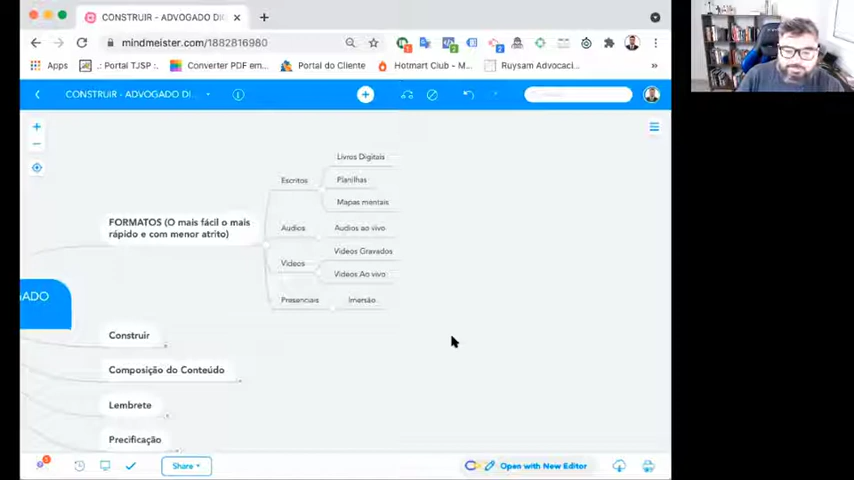 CONSTRUIR - ADVOGADO DI
mindmeister.com/1882816980
Apps
.: Portal TJSP :.
Converter PDF em...
Portal do Cliente
Hotmart Club - M...
Ruysam Advocaci...
CONSTRUIR - ADVOGADO DI...
FORMATOS (O mais fácil o mais
rápido e com menor atrito)
Escritos
Livros Digitais
Planilhas
Mapas mentais
Audios
Audios ao vivo
Videos
Videos Gravados
Videos Ao vivo
Presenciais
Imersão
GADO
Construir
Composição do Conteúdo
Lembrete
Precificação
Share
Open with New Editor